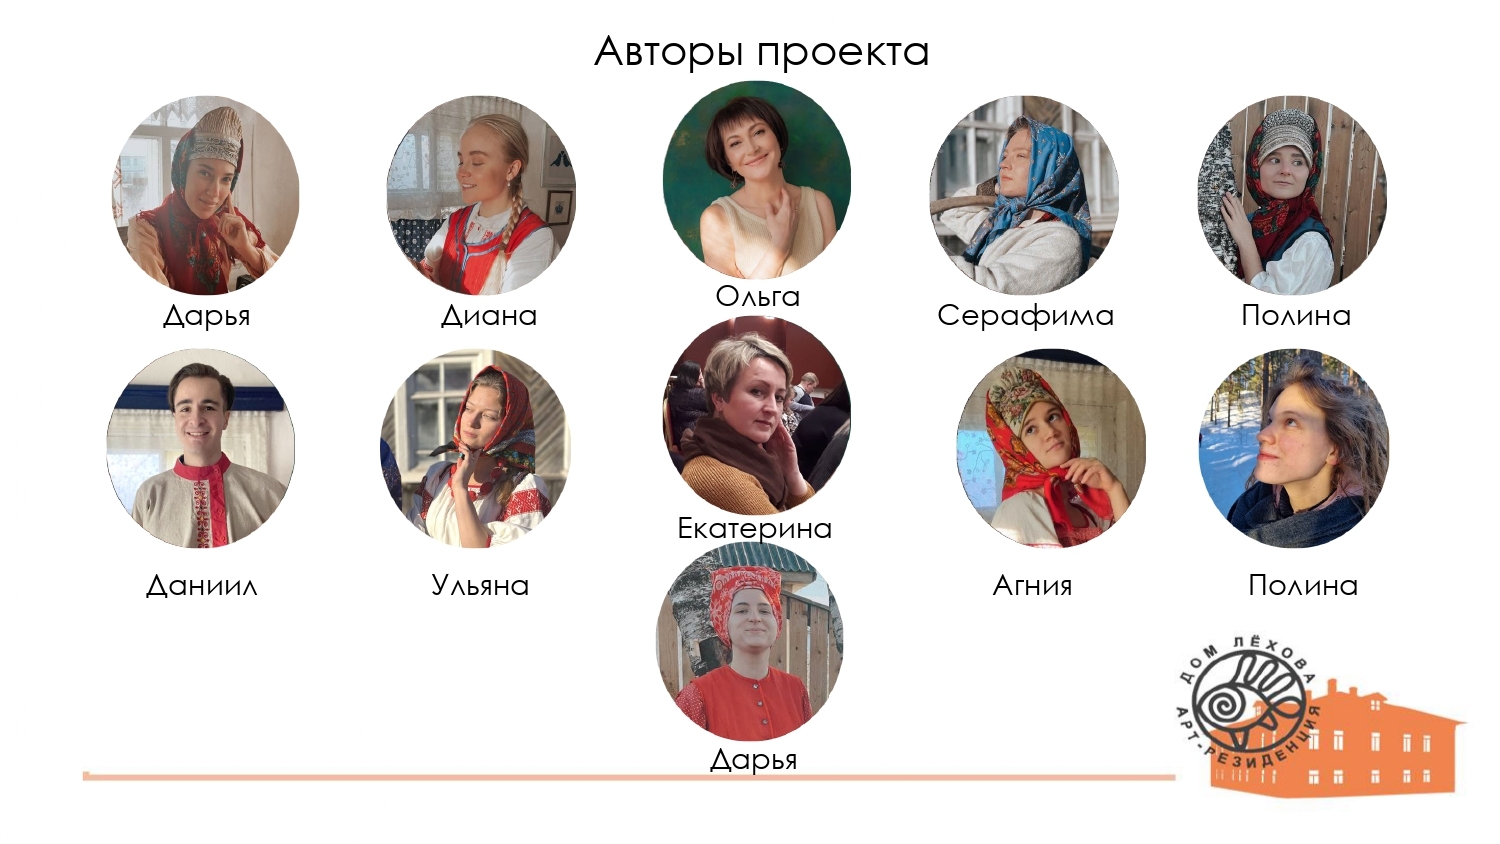 Авторы проекта
Дарья
Диана
Ольга
Серафима
Полина
Даниил
Ульяна
Екатерина
Агния
Полина
Дарья
ДОМ ЛЁХОВА
АРТ-РЕЗИДЕНЦИЯ